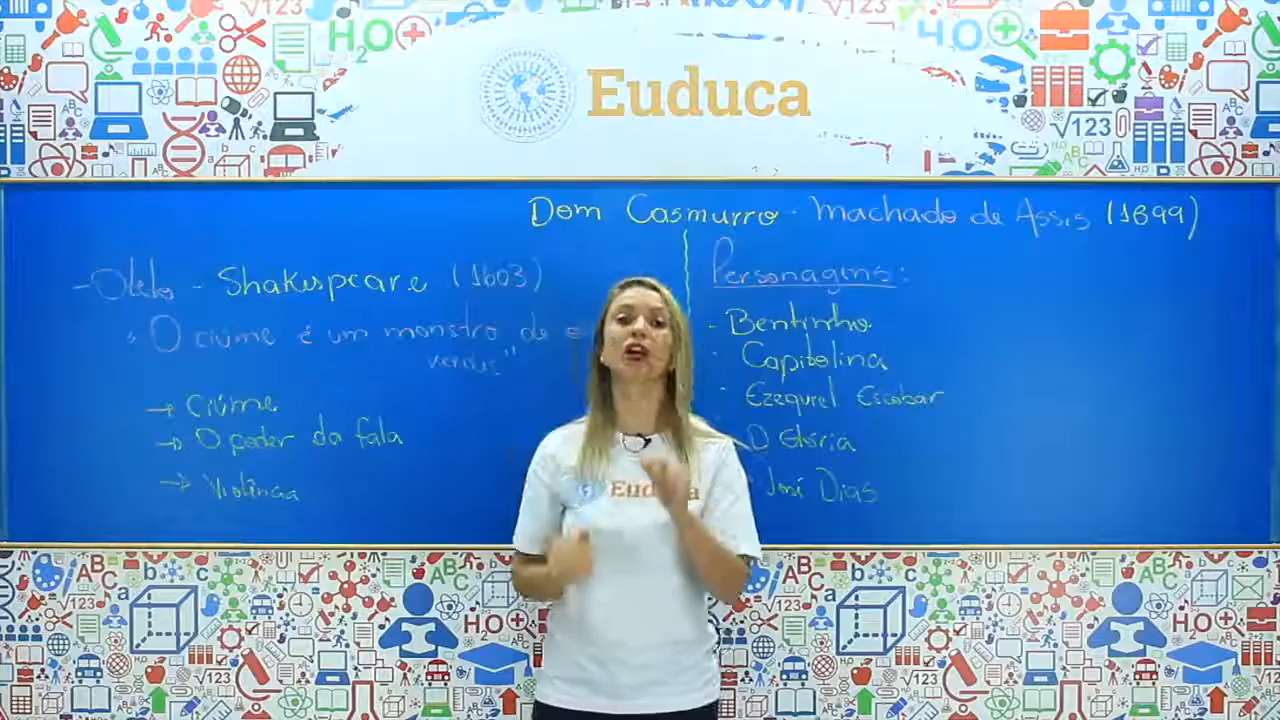 Euduca
Dom Casmurro - Machado de Assis (1899)
- Otelo - Shakespeare (1603)
"O ciúme é um monstro de
verdes"
→ Ciúme
→ O poder da fala
→ Violência
Personagens:
- Bentinho
- Capitolina
- Ezequiel Escobar
- D Glória
- José Dias
Euduca